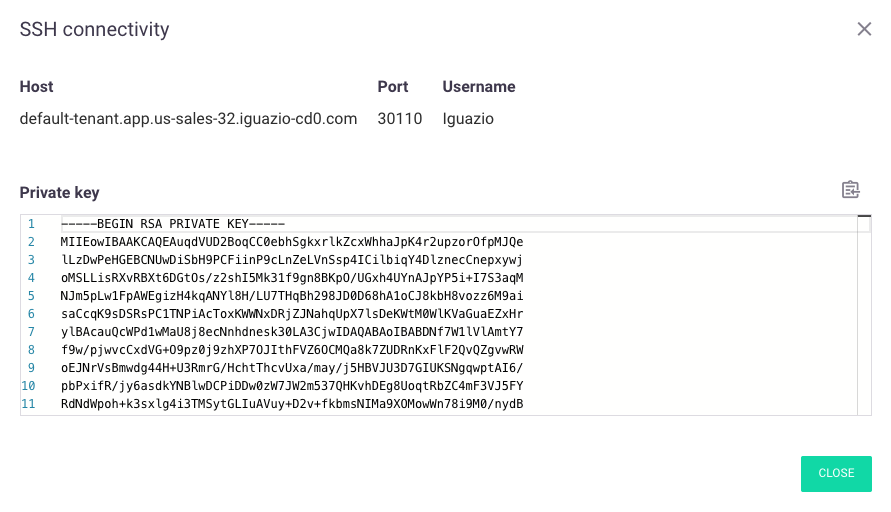 SSH connectivity
Host Port Username
default-tenant.app.us-sales-32.iguazio-cd0.com 30110 Iguazio
Private key
1 -----BEGIN RSA PRIVATE KEY-----
2 MIIEowIBAAKCAQEAuqdVUD2BoqCC0ebhSgkxrlkZcxWhhaJpK4r2upzorOfpMJQe
3 lLzDwPeHGEBCNUwDiSbH9PCFiinP9cLnZeLVnSsp4ICilbiqY4DlznecCnepxywj
4 oMSLLisRXvRBXt6DGtOs/z2shI5Mk31f9gn8BKpO/UGxh4UYnAJpYP5i+I7S3aqM
5 NJm5pLw1FpAWEgizH4kqANYl8H/LU7THqBh298JD0D68hA1oCJ8kbH8vozz6M9ai
6 saCcqK9sDSRsPC1TNPiAcToxKWWNxDRjZJNahqUpX7lsDeKWtM0WlKVaGuaEZxHr
7 ylBAcauQcWPd1wMaU8j8ecNnhdnesk30LA3CjwIDAQABAoIBABDNf7W1lVlAmtY7
8 f9w/pjwvcCxdVG+O9pz0j9zhXP7OJIthFVZ6OCMQa8k7ZUDRnKxFlF2QvQZgvwRW
9 oEJNrVsBmwdg44H+U3RmrG/HchtThcvUxa/may/j5HBVJU3D7GIUKSNgqwptAI6/
10 pbPxifR/jy6asdkYNBlwDCPiDDw0zW7JW2m537QHKvhDEg8UoqtRbZC4mF3VJ5FY
11 RdNdWpoh+k3sxlg4i3TMSytGLIuAVuy+D2v+fkbmsNIMa9XOMowWn78i9M0/nydB
CLOSE